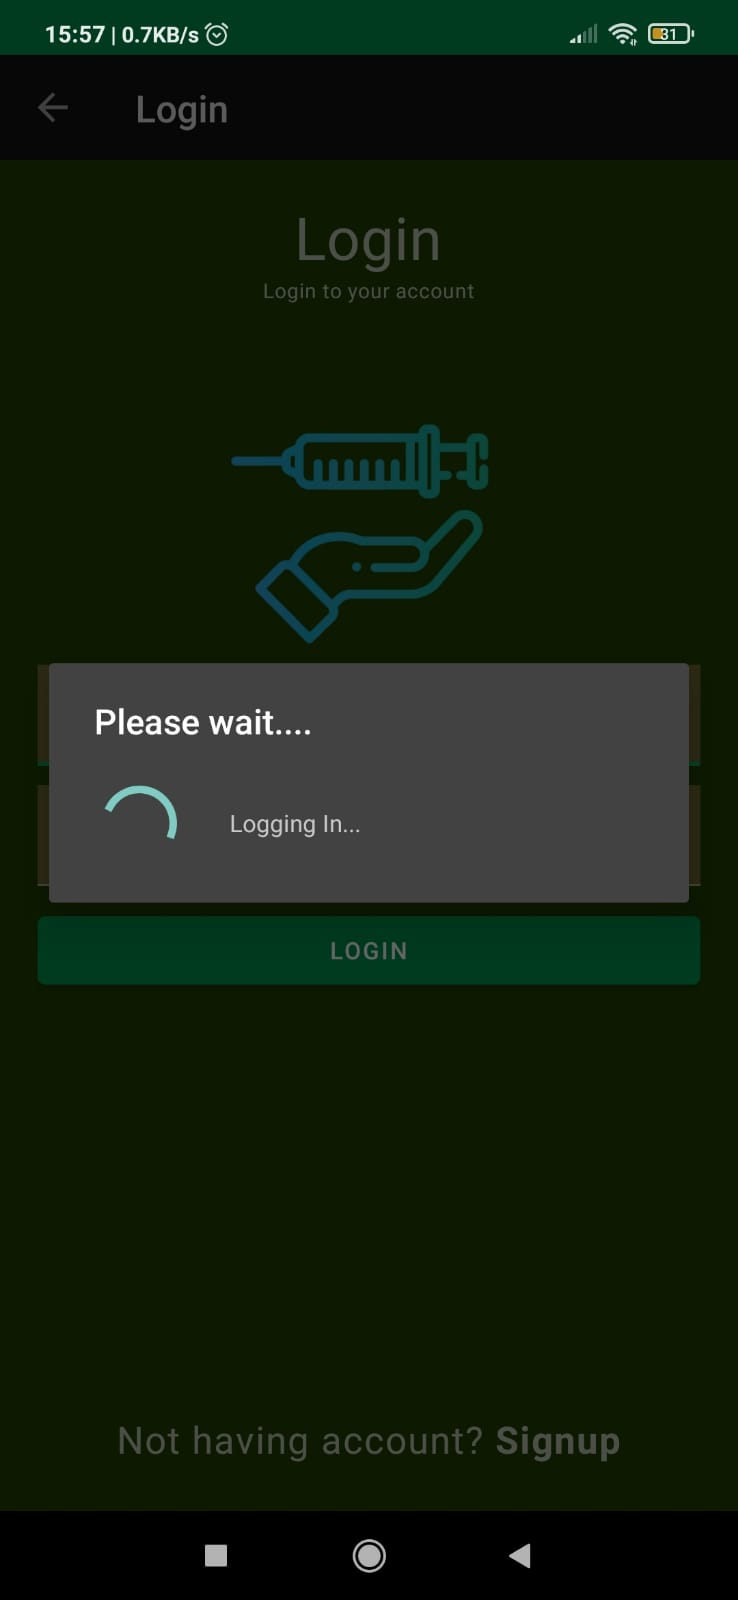 15:57 | 0.7KB/s
31
Login
Login
Login to your account
Please wait....
Logging In...
LOGIN
Not having account? Signup